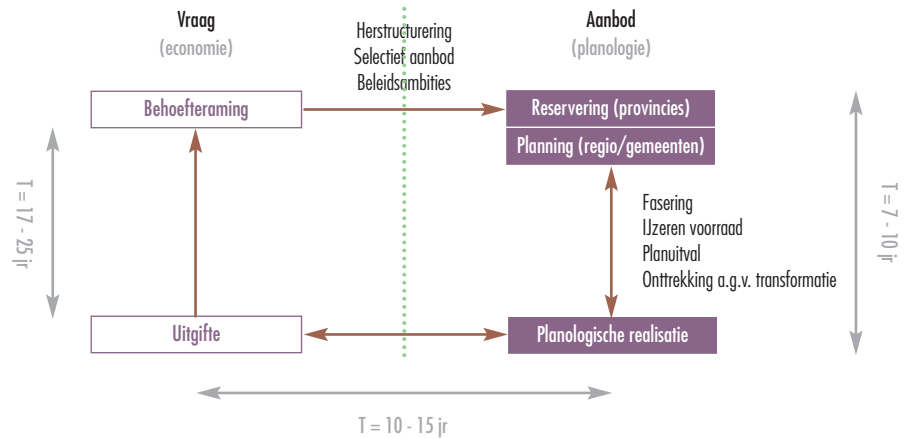 Vraag
(economie)
Herstructurering
Selectief aanbod
Beleidsambities
Aanbod
(planologie)
Behoefteraming
Reservering (provincies)
Planning (regio/gemeenten)
T = 17 - 25 jr
Fasering
IJzeren voorraad
Planuitval
Onttrekking a.g.v. transformatie
T = 7 - 10 jr
Uitgifte
Planologische realisatie
T = 10 - 15 jr